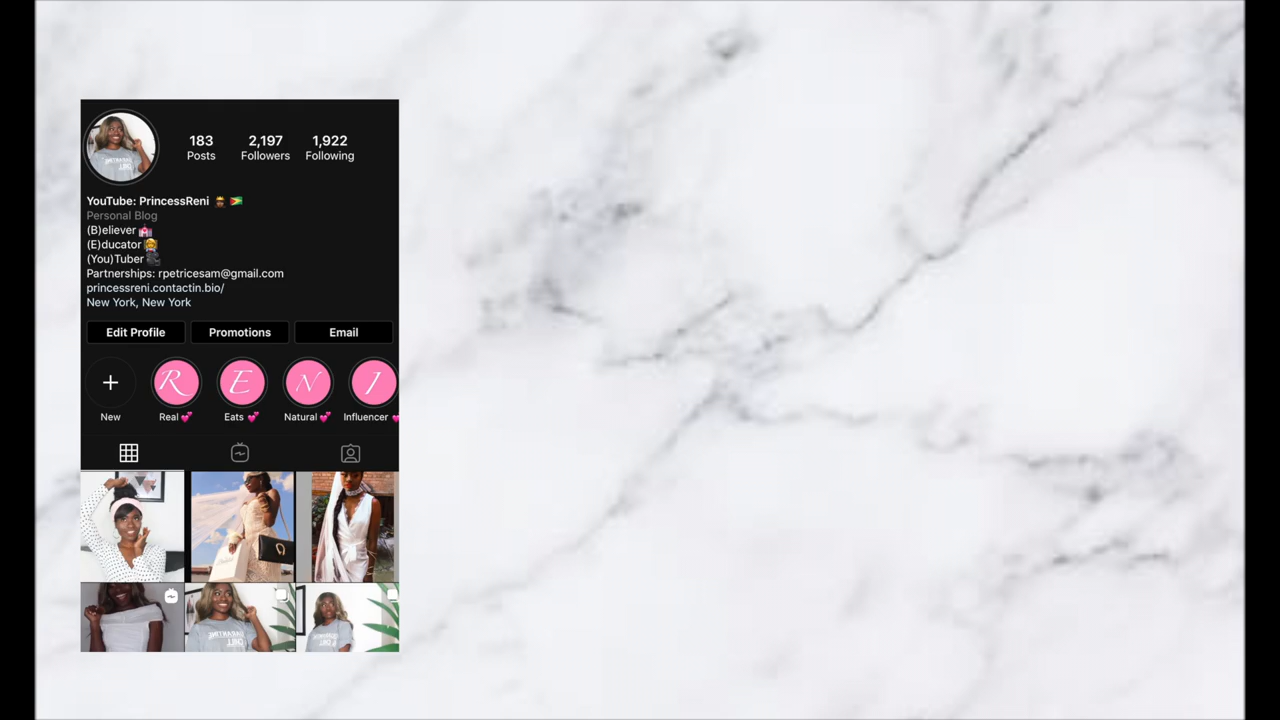 183 2,197 1,922
Posts Followers Following
YouTube: PrincessReni
Personal Blog
(B)eliever
(E)ducator
(You)Tuber
Partnerships: rpetricesam@gmail.com
princessreni.contactin.bio/
New York, New York
Edit Profile Promotions Email
R E N I
New Real Eats Natural Influencer